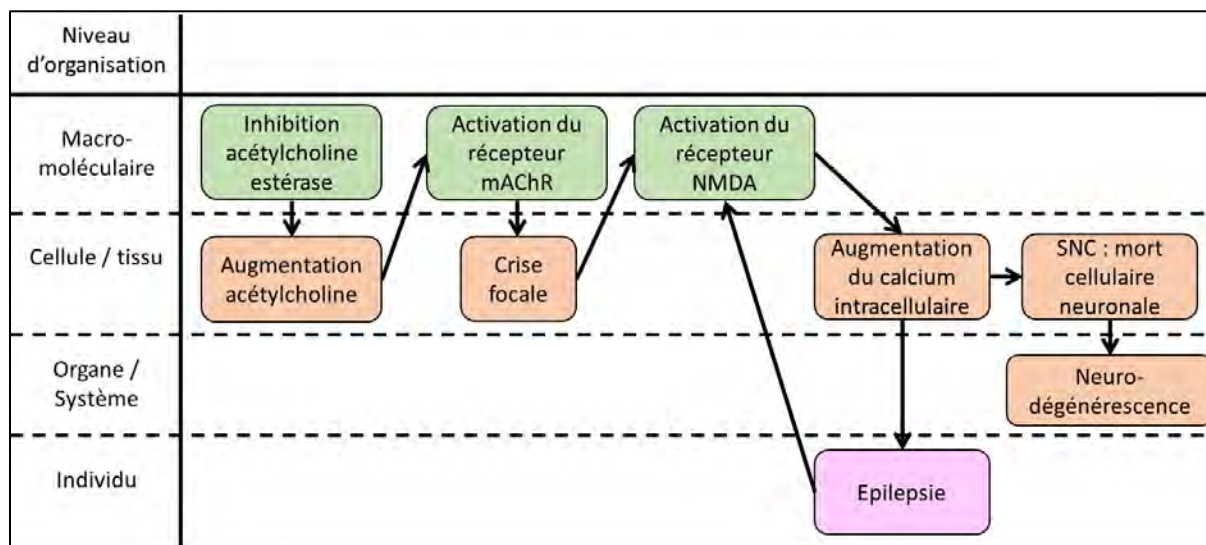 Niveau
d'organisation
Macro-
moléculaire
Inhibition
acétylcholine
estérase
Activation du
récepteur
mAChR
Activation du
récepteur
NMDA
Cellule / tissu
Augmentation
acétylcholine
Crise
focale
Augmentation
du calcium
intracellulaire
SNC : mort
cellulaire
neuronale
Organe /
Système
Neuro-
dégénérescence
Individu
Epilepsie